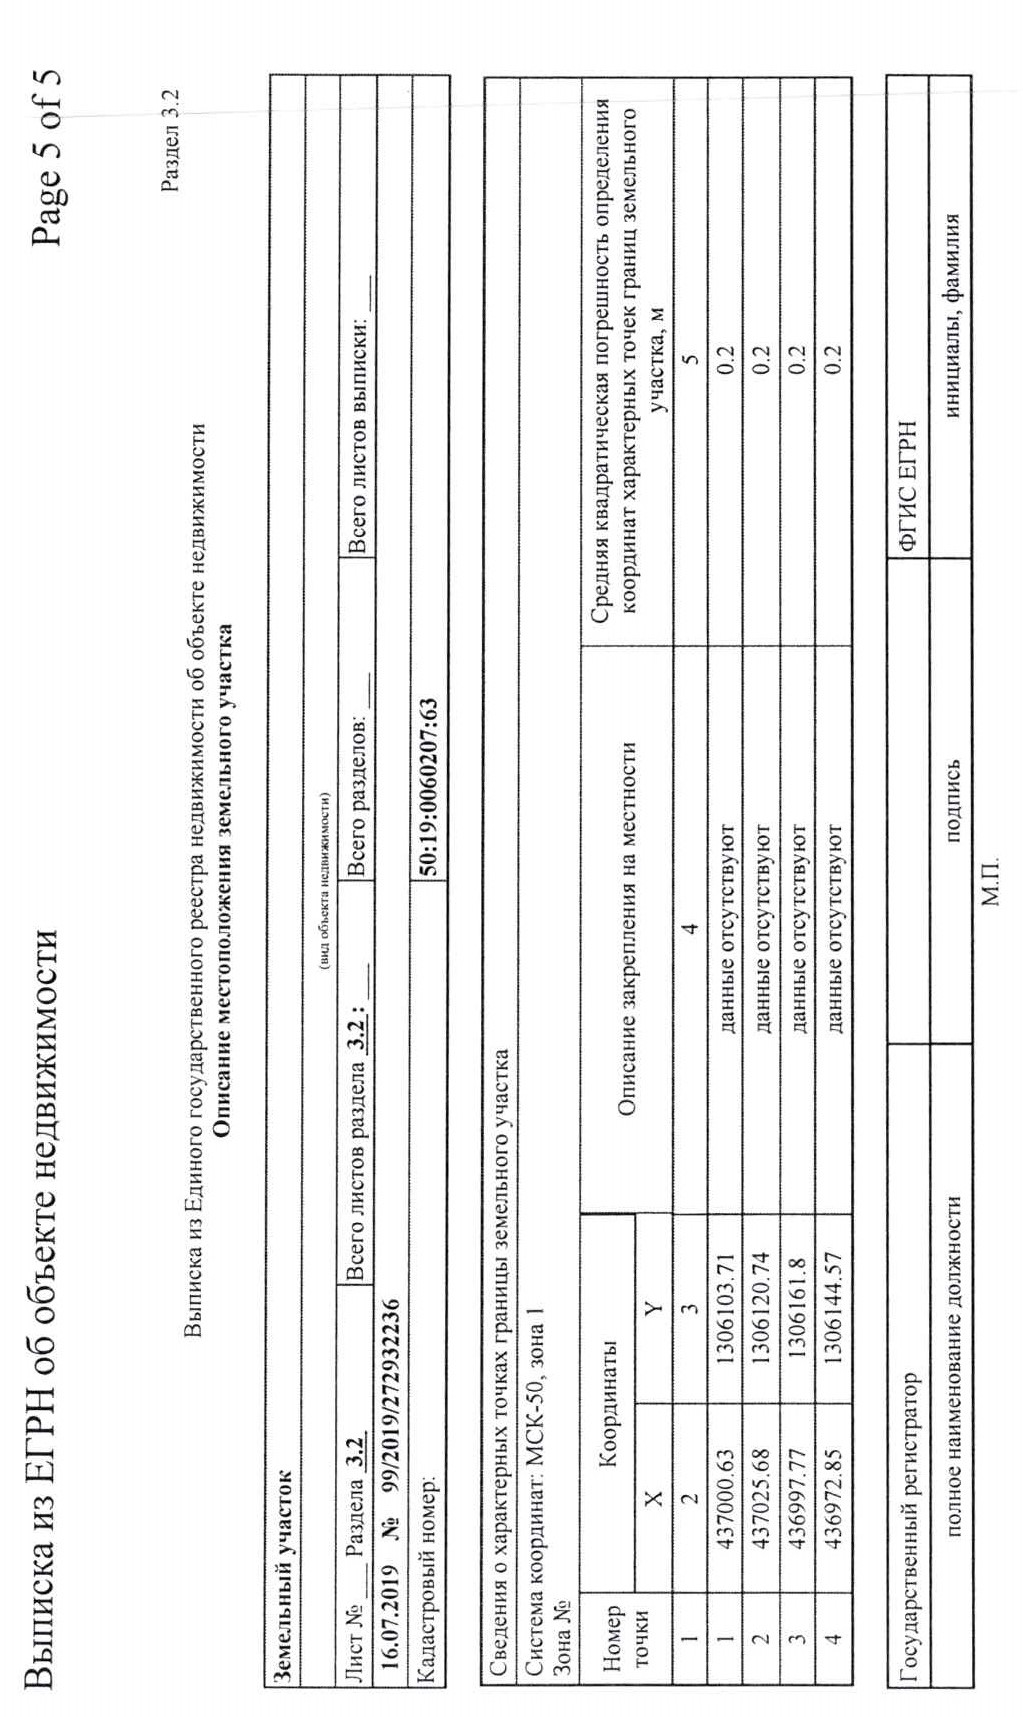 Выписка из ЕГРН об объекте недвижимости Page 5 of 5
Раздел 3.2
Выписка из Единого государственного реестра недвижимости об объекте недвижимости
Описание местоположения земельного участка
Земельный участок
(вид объекта недвижимости)
Лист № ___ Раздела 3.2 Всего листов раздела 3.2 : ___ Всего разделов: ___ Всего листов выписки: ___
16.07.2019 № 99/2019/272932236
Кадастровый номер: 50:19:0060207:63
Сведения о характерных точках границы земельного участка
Система координат: МСК-50, зона 1
Зона №
Номер точки Координаты Описание закрепления на местности Средняя квадратическая погрешность определения
координат характерных точек границ земельного
участка, м
X Y
1 2 3 4 5
1 437000.63 1306103.71 данные отсутствуют 0.2
2 437025.68 1306120.74 данные отсутствуют 0.2
3 436997.77 1306161.8 данные отсутствуют 0.2
4 436972.85 1306144.57 данные отсутствуют 0.2
Государственный регистратор ФГИС ЕГРН
полное наименование должности подпись инициалы, фамилия
М.П.